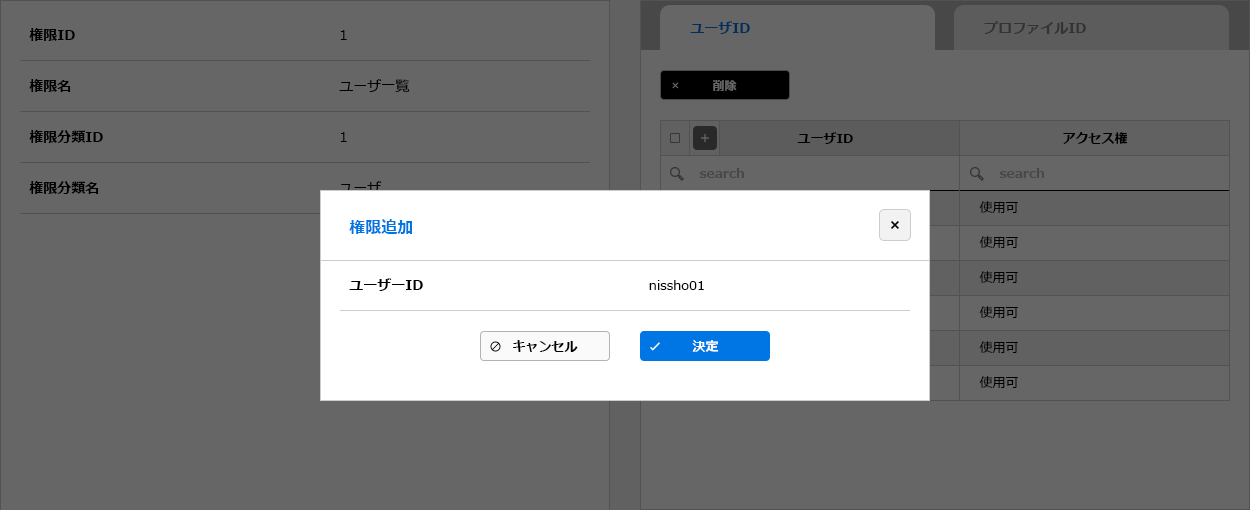 権限ID 1
権限名 ユーザ一覧
権限分類ID 1
権限分類名 ユーザ
ユーザID プロファイルID
× 削除
+ ユーザID アクセス権
search search
使用可
使用可
使用可
使用可
使用可
使用可
権限追加 ×
ユーザーID nissho01
キャンセル 決定